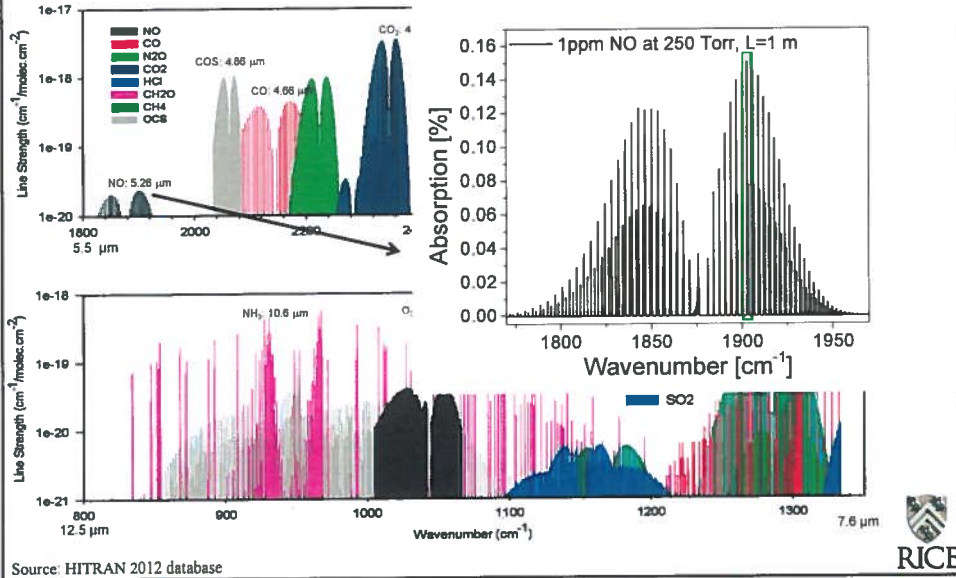 1e-17
1e-18
1e-19
1e-20
Line Strength (cm-1/molec.cm-2)
NO
CO
N2O
CO2
HCl
CH2O
CH4
OCS
COS: 4.86 µm
CO: 4.66 µm
CO2: 4
NO: 5.26 µm
1800
2000
2200
24
5.5 µm
1ppm NO at 250 Torr, L=1 m
Absorption [%]
0.16
0.14
0.12
0.10
0.08
0.06
0.04
0.02
0.00
1800
1850
1900
1950
Wavenumber [cm-1]
1e-18
1e-19
1e-20
1e-21
Line Strength (cm-1/molec.cm-2)
NH3: 10.6 µm
O
SO2
800
900
1000
1100
1200
1300
12.5 µm
Wavenumber (cm-1)
7.6 µm
RICE
Source: HITRAN 2012 database